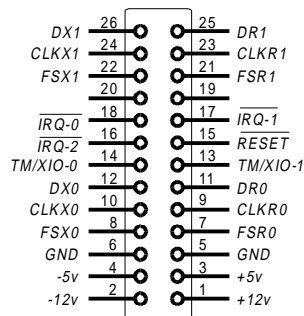 DX1 26 25 DR1
CLKX1 24 23 CLKR1
FSX1 22 21 FSR1
20 19
IRQ-0 18 17 IRQ-1
IRQ-2 16 15 RESET
TM/XIO-0 14 13 TM/XIO-1
DX0 12 11 DR0
CLKX0 10 9 CLKR0
FSX0 8 7 FSR0
GND 6 5 GND
-5v 4 3 +5v
-12v 2 1 +12v